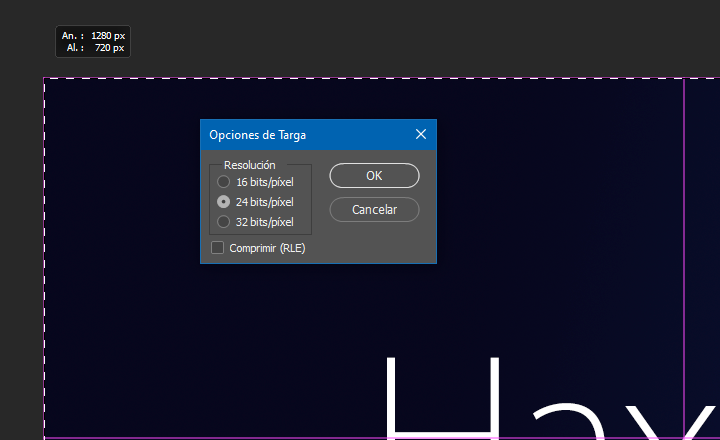 An.: 1280 px
Al.: 720 px
Opciones de Targa
Resolución
16 bits/píxel
24 bits/píxel
32 bits/píxel
Comprimir (RLE)
OK
Cancelar
Hax